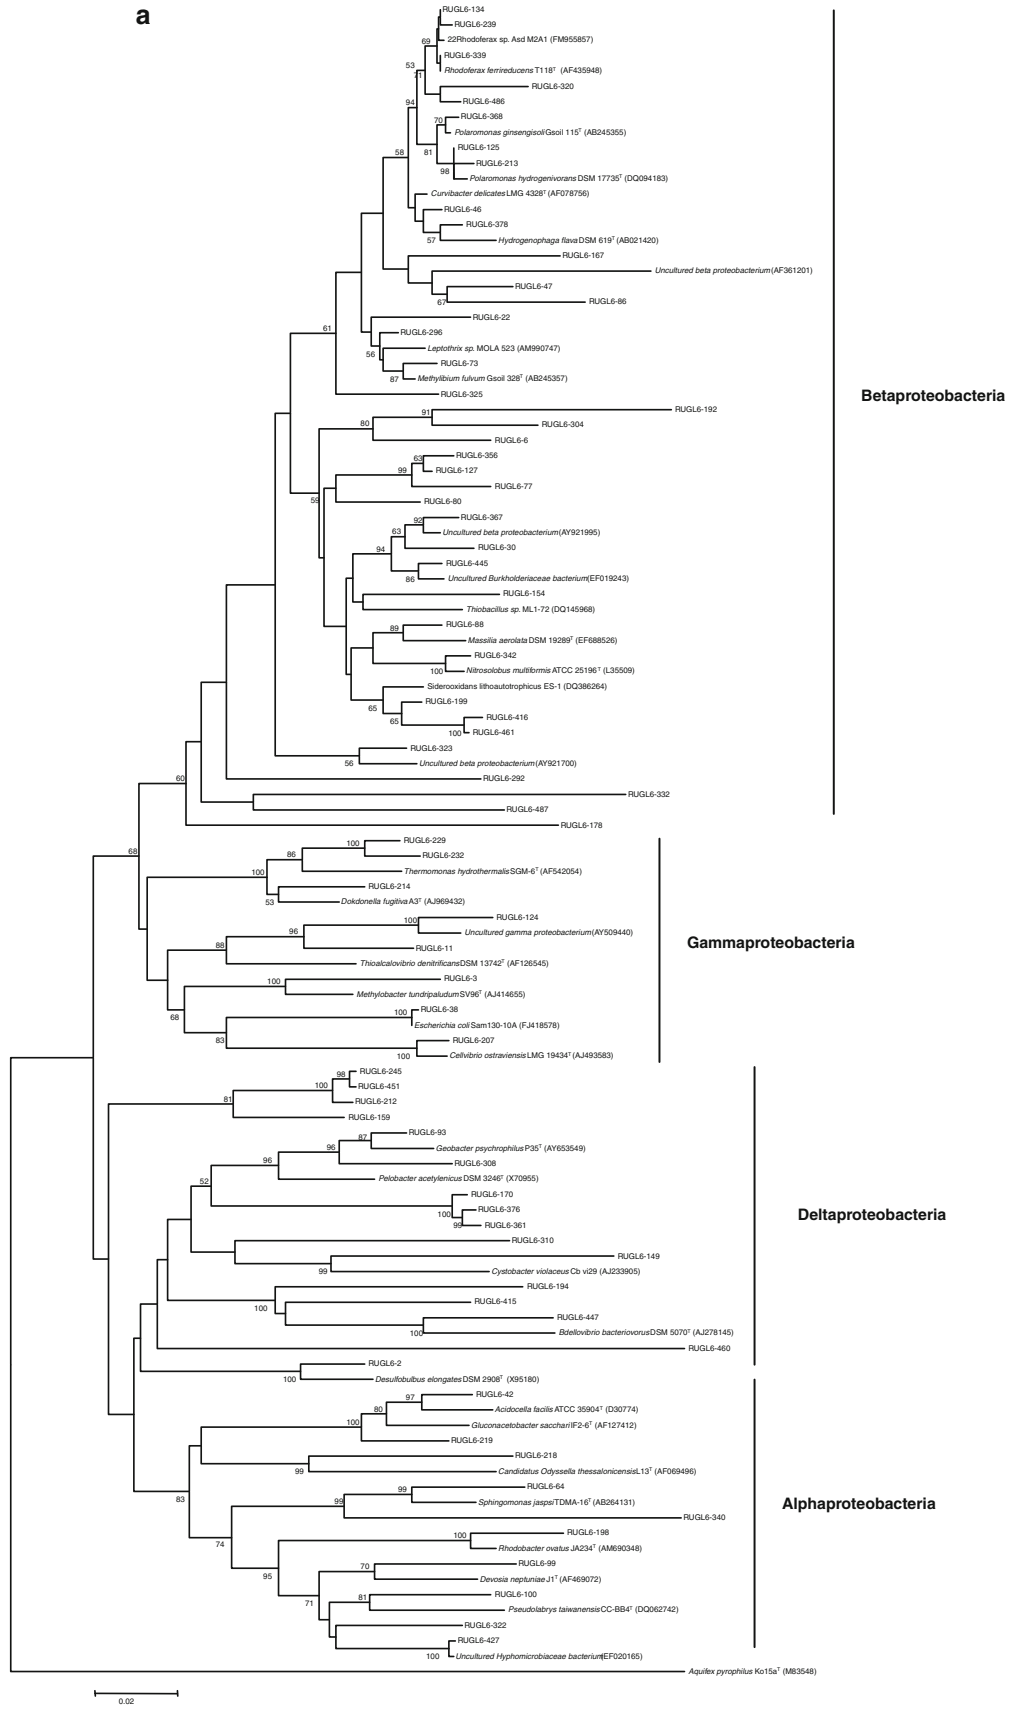 a
RUGL6-134
RUGL6-239
69
22Rhodoferax sp. Asd M2A1 (FM955857)
RUGL6-339
53
Rhodoferax ferrireducens T118T (AF435948)
71
RUGL6-320
94
RUGL6-486
RUGL6-368
70
Polaromonas ginsengisoli Gsoil 115T (AB245355)
RUGL6-125
58
81
RUGL6-213
98
Polaromonas hydrogenivorans DSM 17735T (DQ094183)
Curvibacter delicates LMG 4328T (AF078756)
RUGL6-46
RUGL6-378
57
Hydrogenophaga flava DSM 619T (AB021420)
RUGL6-167
Uncultured beta proteobacterium(AF361201)
RUGL6-47
67
RUGL6-86
RUGL6-22
61
RUGL6-296
Leptothrix sp. MOLA 523 (AM990747)
56
RUGL6-73
87
Methylibium fulvum Gsoil 328T (AB245357)
RUGL6-325
Betaproteobacteria
RUGL6-192
91
80
RUGL6-304
RUGL6-6
RUGL6-356
63
99
RUGL6-127
RUGL6-77
59
RUGL6-80
RUGL6-367
92
63
Uncultured beta proteobacterium(AY921995)
94
RUGL6-30
RUGL6-445
86
Uncultured Burkholderiaceae bacterium(EF019243)
RUGL6-154
Thiobacillus sp. ML1-72 (DQ145968)
RUGL6-88
89
Massilia aerolata DSM 19289T (EF688526)
RUGL6-342
100
Nitrosolobus multiformis ATCC 25196T (L35509)
Siderooxidans lithoautotrophicus ES-1 (DQ386264)
65
RUGL6-199
65
RUGL6-416
100
RUGL6-461
RUGL6-323
56
Uncultured beta proteobacterium(AY921700)
60
RUGL6-292
RUGL6-332
RUGL6-487
RUGL6-178
68
RUGL6-229
100
86
RUGL6-232
100
Thermomonas hydrothermalis SGM-6T (AF542054)
RUGL6-214
53
Dokdonella fugitiva A3T (AJ969432)
RUGL6-124
100
96
Uncultured gamma proteobacterium(AY509440)
88
RUGL6-11
Gammaproteobacteria
Thioalcalovibrio denitrificans DSM 13742T (AF126545)
RUGL6-3
100
Methylobacter tundripaludum SV96T (AJ414655)
RUGL6-38
68
100
Escherichia coli Sam130-10A (FJ418578)
83
RUGL6-207
100
Cellvibrio ostraviensis LMG 19434T (AJ493583)
RUGL6-245
98
100
RUGL6-451
81
RUGL6-212
RUGL6-159
RUGL6-93
87
96
Geobacter psychrophilus P35T (AY653549)
96
RUGL6-308
52
Pelobacter acetylenicus DSM 3246T (X70955)
RUGL6-170
100
RUGL6-376
99
RUGL6-361
Deltaproteobacteria
RUGL6-310
RUGL6-149
99
Cystobacter violaceus Cb vi29 (AJ233905)
RUGL6-194
100
RUGL6-415
RUGL6-447
100
Bdellovibrio bacteriovorus DSM 5070T (AJ278145)
RUGL6-460
RUGL6-2
100
Desulfobulbus elongates DSM 2908T (X95180)
RUGL6-42
97
80
Acidocella facilis ATCC 35904T (D30774)
100
Gluconacetobacter sacchari IF2-6T (AF127412)
RUGL6-219
RUGL6-218
99
Candidatus Odyssella thessalonicensis L13T (AF069496)
83
RUGL6-64
99
99
Sphingomonas jaspsi TDMA-16T (AB264131)
Alphaproteobacteria
RUGL6-340
74
RUGL6-198
100
Rhodobacter ovatus JA234T (AM690348)
95
RUGL6-99
70
Devosia neptuniae J1T (AF469072)
RUGL6-100
71
81
Pseudolabrys taiwanensis CC-BB4T (DQ062742)
RUGL6-322
RUGL6-427
100
Uncultured Hyphomicrobiaceae bacterium(EF020165)
Aquifex pyrophilus Ko15aT (M83548)
0.02